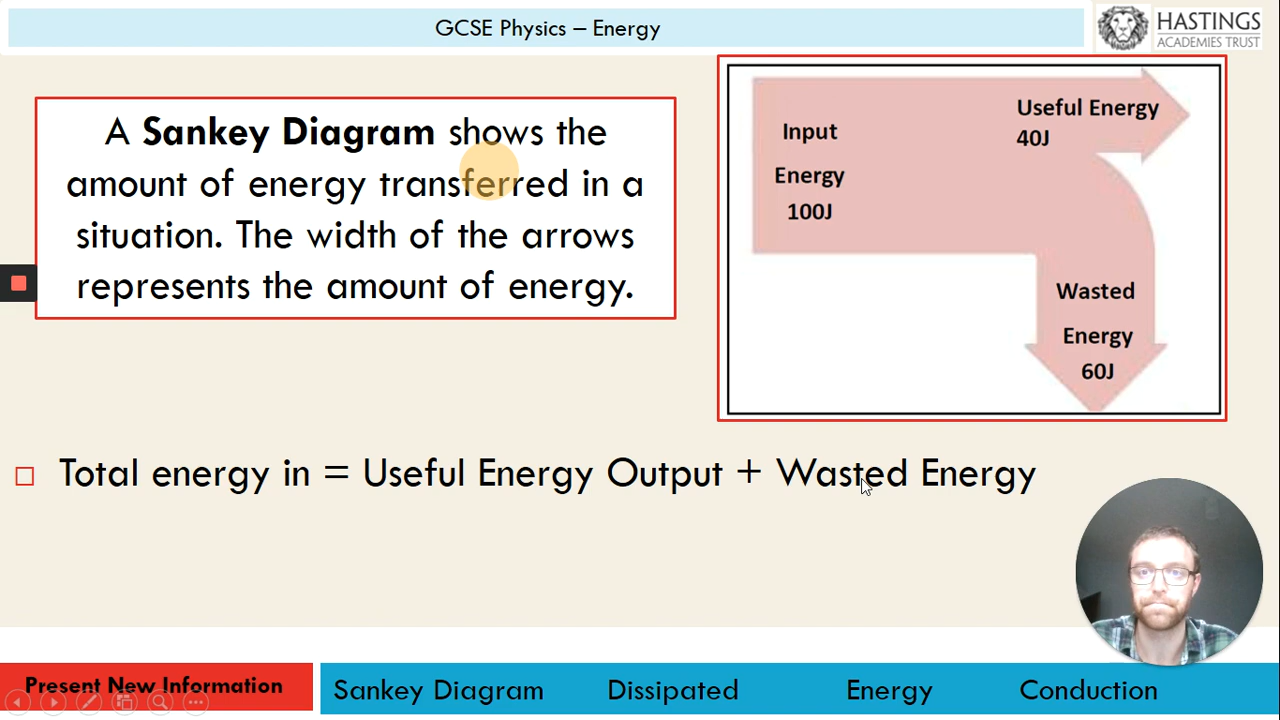 GCSE Physics – Energy
HASTINGS
ACADEMIES TRUST
A Sankey Diagram shows the
amount of energy transferred in a
situation. The width of the arrows
represents the amount of energy.
Input
Energy
100J
Useful Energy
40J
Wasted
Energy
60J
Total energy in = Useful Energy Output + Wasted Energy
Present New Information
Sankey Diagram Dissipated Energy Conduction